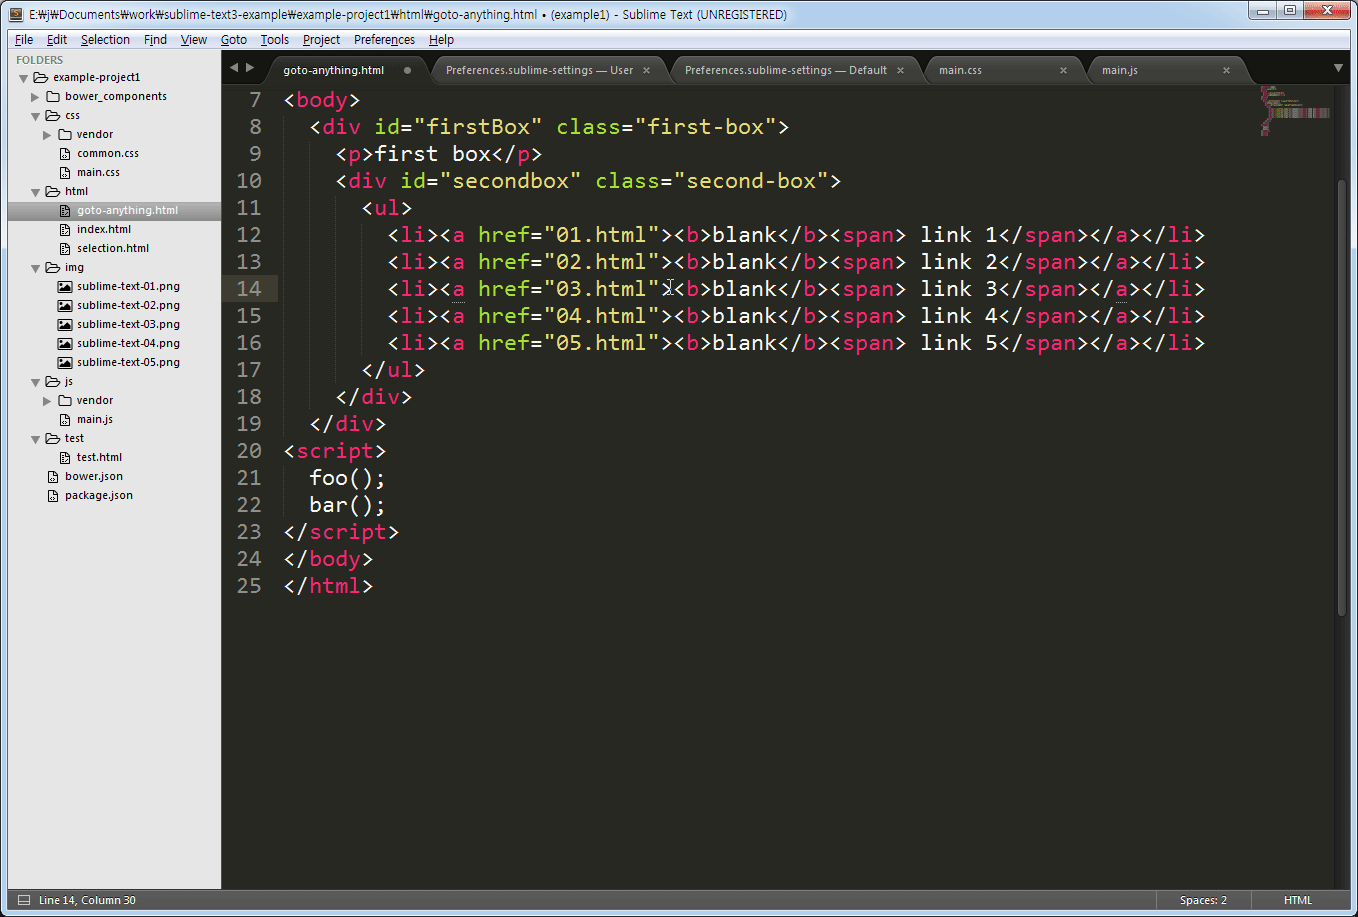 E:₩j₩Documents₩work₩sublime-text3-example₩example-project1₩html₩goto-anything.html • (example1) - Sublime Text (UNREGISTERED)
File Edit Selection Find View Goto Tools Project Preferences Help
FOLDERS
example-project1
bower_components
css
vendor
common.css
main.css
html
goto-anything.html
index.html
selection.html
img
sublime-text-01.png
sublime-text-02.png
sublime-text-03.png
sublime-text-04.png
sublime-text-05.png
js
vendor
main.js
test
test.html
bower.json
package.json
goto-anything.html Preferences.sublime-settings — User Preferences.sublime-settings — Default main.css main.js
7 <body>
8   <div id="firstBox" class="first-box">
9     <p>first box</p>
10     <div id="secondbox" class="second-box">
11       <ul>
12         <li><a href="01.html"><b>blank</b><span> link 1</span></a></li>
13         <li><a href="02.html"><b>blank</b><span> link 2</span></a></li>
14         <li><a href="03.html"><b>blank</b><span> link 3</span></a></li>
15         <li><a href="04.html"><b>blank</b><span> link 4</span></a></li>
16         <li><a href="05.html"><b>blank</b><span> link 5</span></a></li>
17       </ul>
18     </div>
19   </div>
20 <script>
21   foo();
22   bar();
23 </script>
24 </body>
25 </html>
Line 14, Column 30 Spaces: 2 HTML